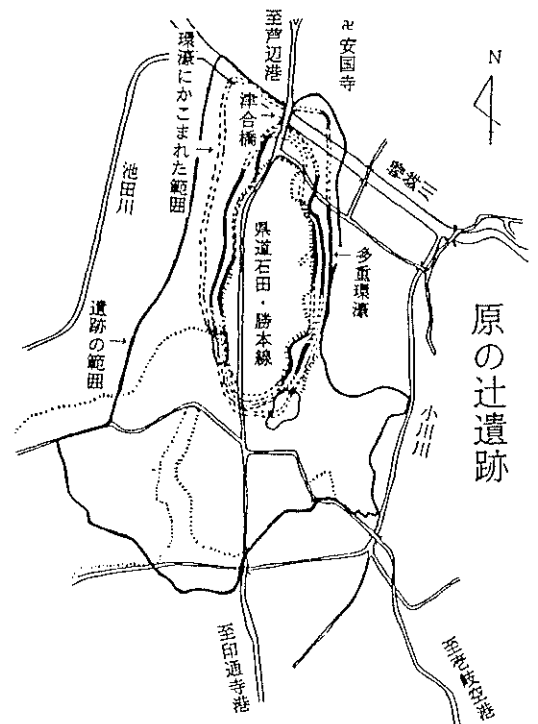 至芦辺港
卍安国寺
N
環濠にかこまれた範囲
津合橋
池田川
県道石田・勝本線
多重環濠
遺跡の範囲
原の辻遺跡
小川川
至印通寺港
至壱岐空港